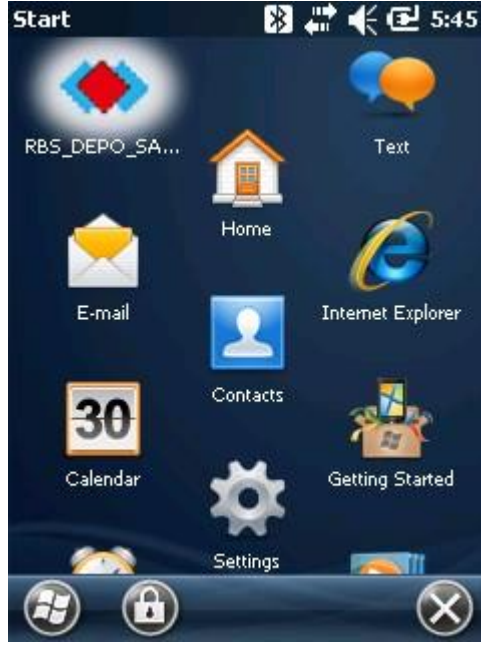 Start 5:45
RBS_DEPO_SA...
Text
Home
E-mail
Internet Explorer
Contacts
30
Calendar
Getting Started
Settings